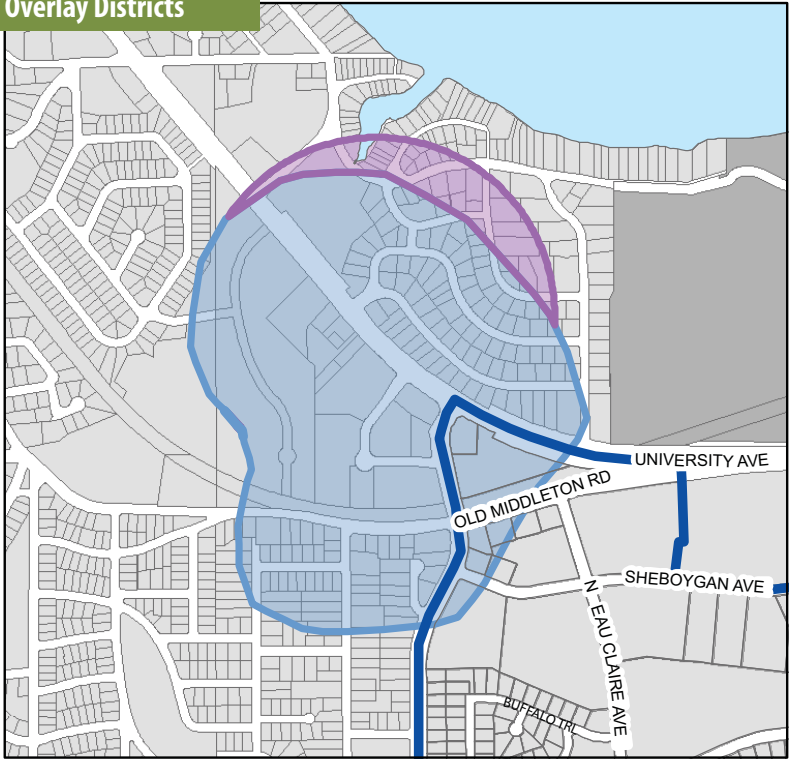 Overlay Districts
UNIVERSITY AVE
OLD MIDDLETON RD
SHEBOYGAN AVE
N EAU CLAIRE AVE
BUFFALO TRL